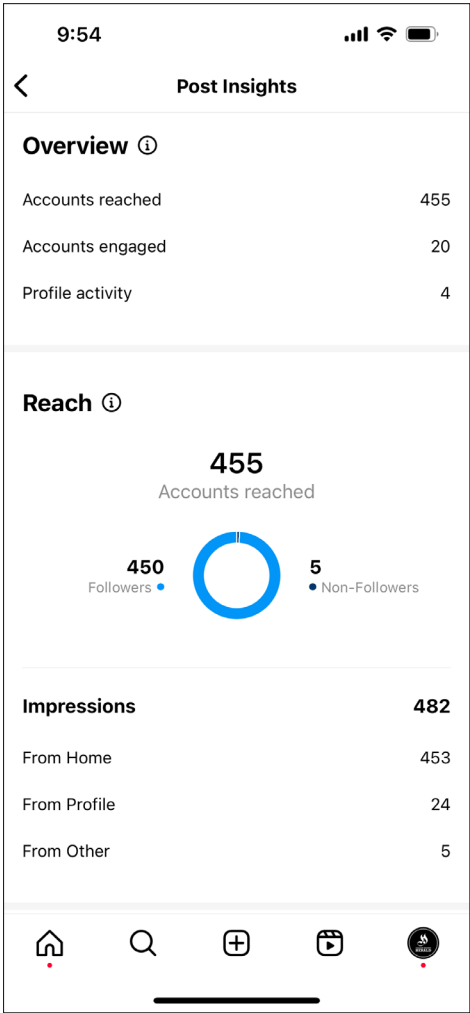 9:54
Post Insights
Overview
Accounts reached 455
Accounts engaged 20
Profile activity 4
Reach
455
Accounts reached
450 5
Followers Non-Followers
Impressions 482
From Home 453
From Profile 24
From Other 5
HERALD